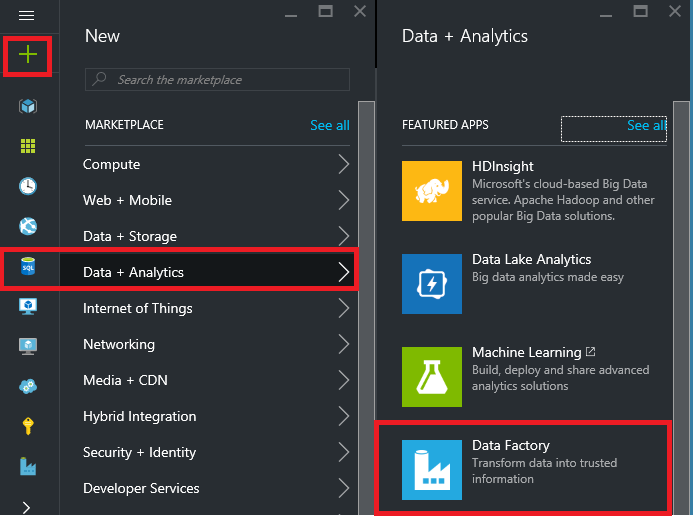 New
Search the marketplace
MARKETPLACE See all
Compute
Web + Mobile
Data + Storage
Data + Analytics
Internet of Things
Networking
Media + CDN
Hybrid Integration
Security + Identity
Developer Services
SQL
Data + Analytics
FEATURED APPS See all
HDInsight
Microsoft's cloud-based Big Data
service. Apache Hadoop and other
popular Big Data solutions.
Data Lake Analytics
Big data analytics made easy
Machine Learning
Build, deploy and share advanced
analytics solutions
Data Factory
Transform data into trusted
information